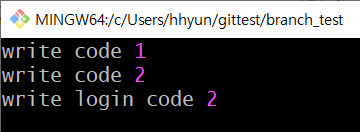 MINGW64:/c/Users/hhyun/gittest/branch_test
write code 1
write code 2
write login code 2